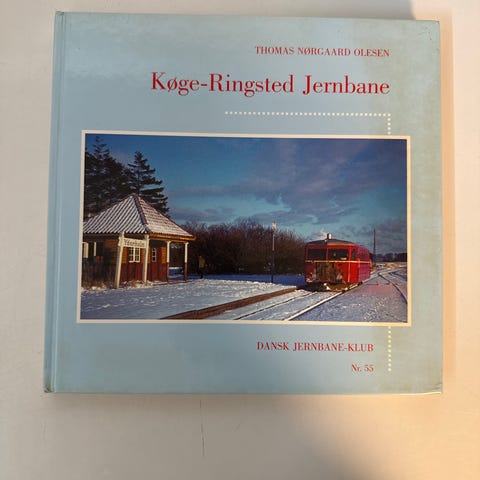 THOMAS NØRGAARD OLESEN
Køge-Ringsted Jernbane
DANSK JERNBANE-KLUB
Nr. 55